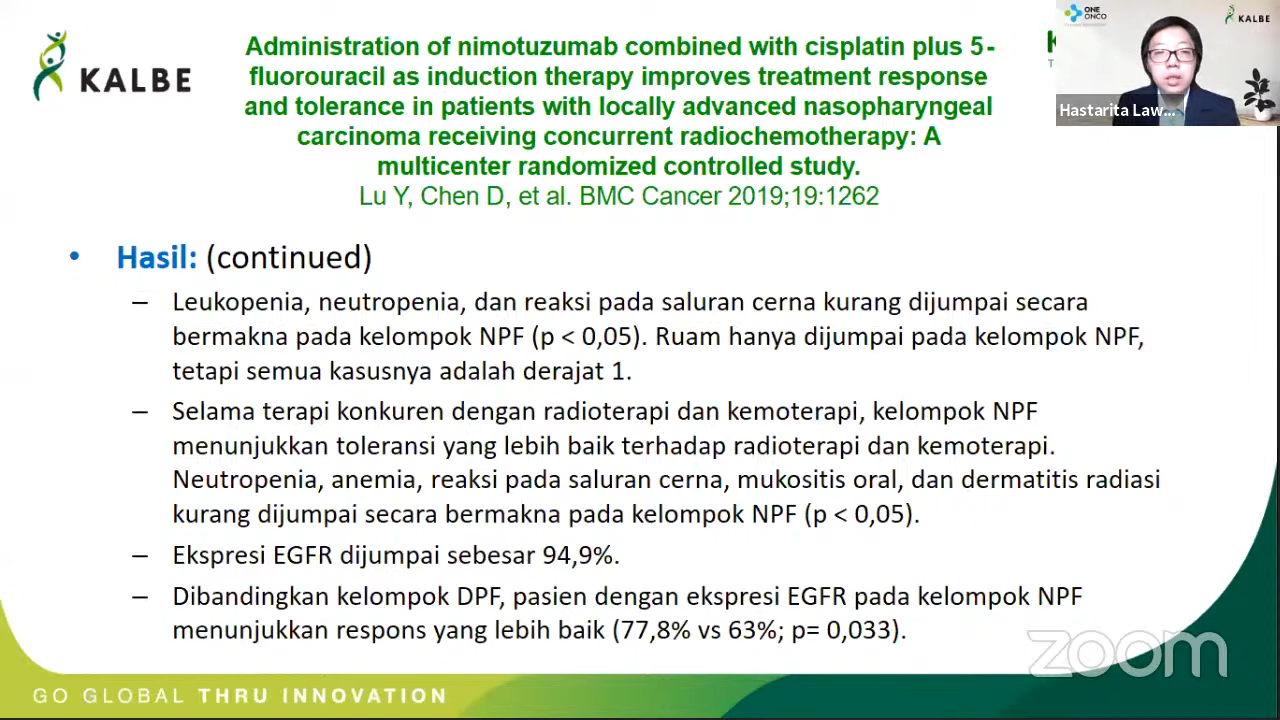 KALBE
Administration of nimotuzumab combined with cisplatin plus 5-
fluorouracil as induction therapy improves treatment response
and tolerance in patients with locally advanced nasopharyngeal
carcinoma receiving concurrent radiochemotherapy: A
multicenter randomized controlled study.
Lu Y, Chen D, et al. BMC Cancer 2019;19:1262
ONE
ONCO
KALBE
Hastarita Law...
• Hasil: (continued)
– Leukopenia, neutropenia, dan reaksi pada saluran cerna kurang dijumpai secara
bermakna pada kelompok NPF (p < 0,05). Ruam hanya dijumpai pada kelompok NPF,
tetapi semua kasusnya adalah derajat 1.
– Selama terapi konkuren dengan radioterapi dan kemoterapi, kelompok NPF
menunjukkan toleransi yang lebih baik terhadap radioterapi dan kemoterapi.
Neutropenia, anemia, reaksi pada saluran cerna, mukositis oral, dan dermatitis radiasi
kurang dijumpai secara bermakna pada kelompok NPF (p < 0,05).
– Ekspresi EGFR dijumpai sebesar 94,9%.
– Dibandingkan kelompok DPF, pasien dengan ekspresi EGFR pada kelompok NPF
menunjukkan respons yang lebih baik (77,8% vs 63%; p= 0,033).
zoom
GO GLOBAL THRU INNOVATION